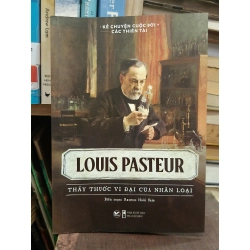 KỂ CHUYỆN CUỘC ĐỜI
CÁC THIÊN TÀI
LOUIS PASTEUR
THẦY THUỐC VĨ ĐẠI CỦA NHÂN LOẠI